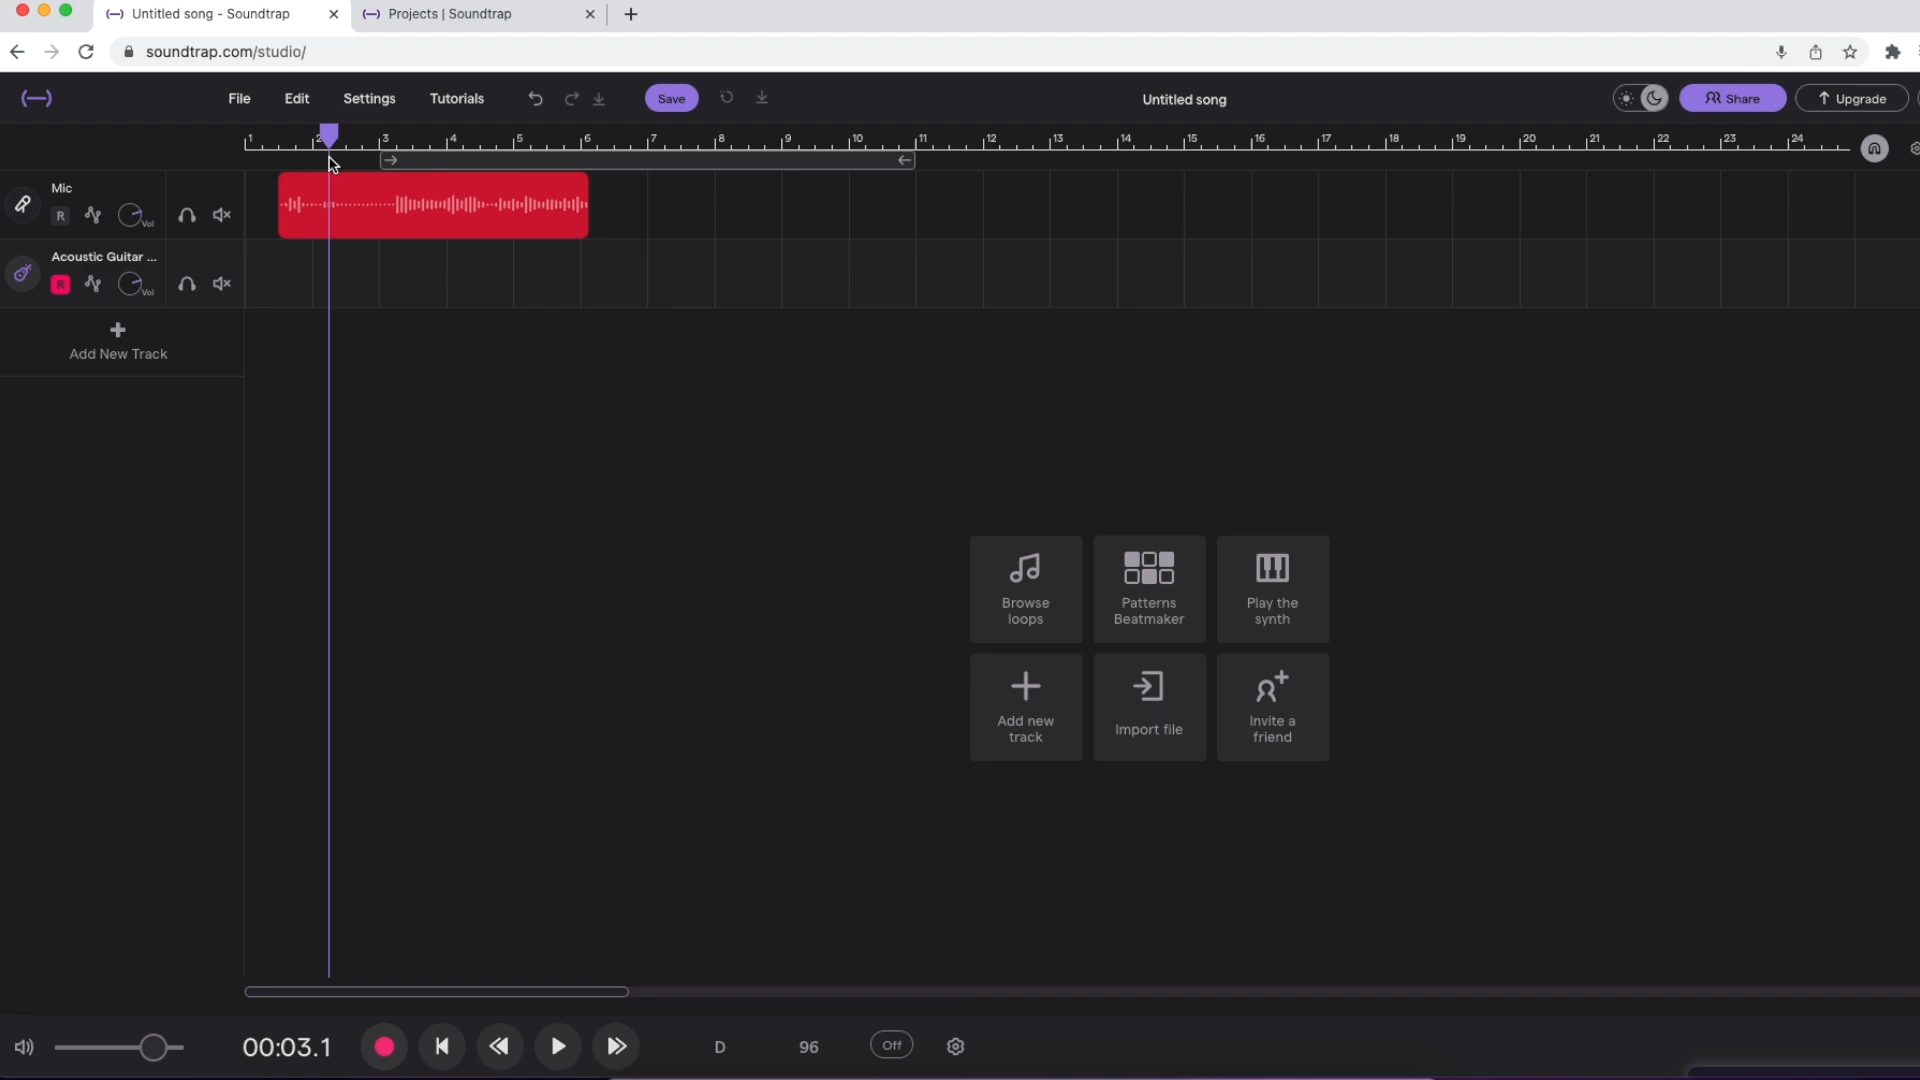 Untitled song - Soundtrap
Projects | Soundtrap
soundtrap.com/studio/
File
Edit
Settings
Tutorials
Save
Untitled song
Share
Upgrade
1 2 3 4 5 6 7 8 9 10 11 12 13 14 15 16 17 18 19 20 21 22 23 24
Mic
R
Vol
Acoustic Guitar ...
R
Vol
Add New Track
Browse
loops
Patterns
Beatmaker
Play the
synth
Add new
track
Import file
Invite a
friend
00:03.1
D
96
Off